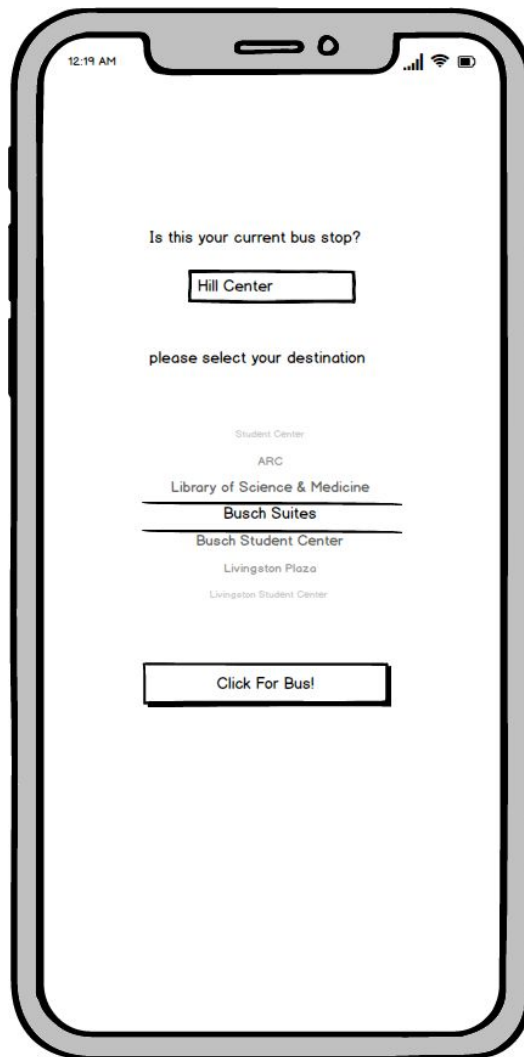 12:19 AM
Is this your current bus stop?
Hill Center
please select your destination
Student Center
ARC
Library of Science & Medicine
Busch Suites
Busch Student Center
Livingston Plaza
Livingston Student Center
Click For Bus!